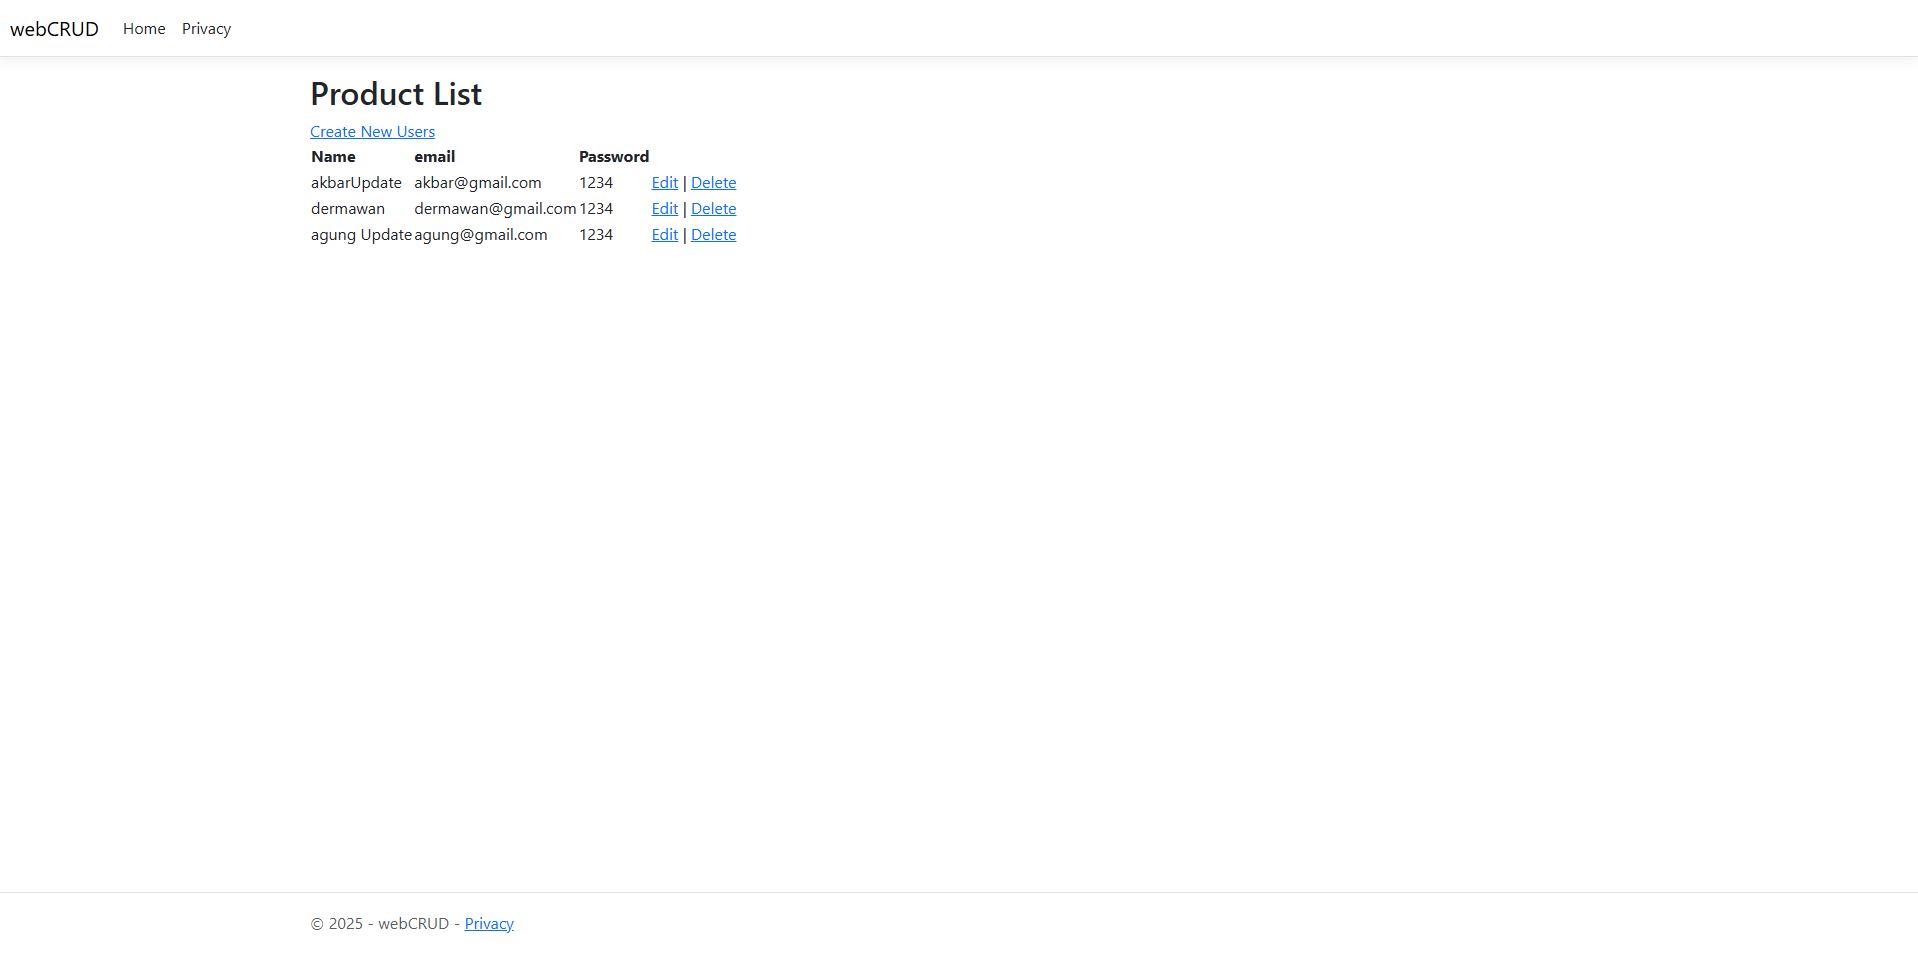 webCRUD Home Privacy
Product List
Create New Users
Name email Password
akbarUpdate akbar@gmail.com 1234 Edit | Delete
dermawan dermawan@gmail.com 1234 Edit | Delete
agung Update agung@gmail.com 1234 Edit | Delete
© 2025 - webCRUD - Privacy